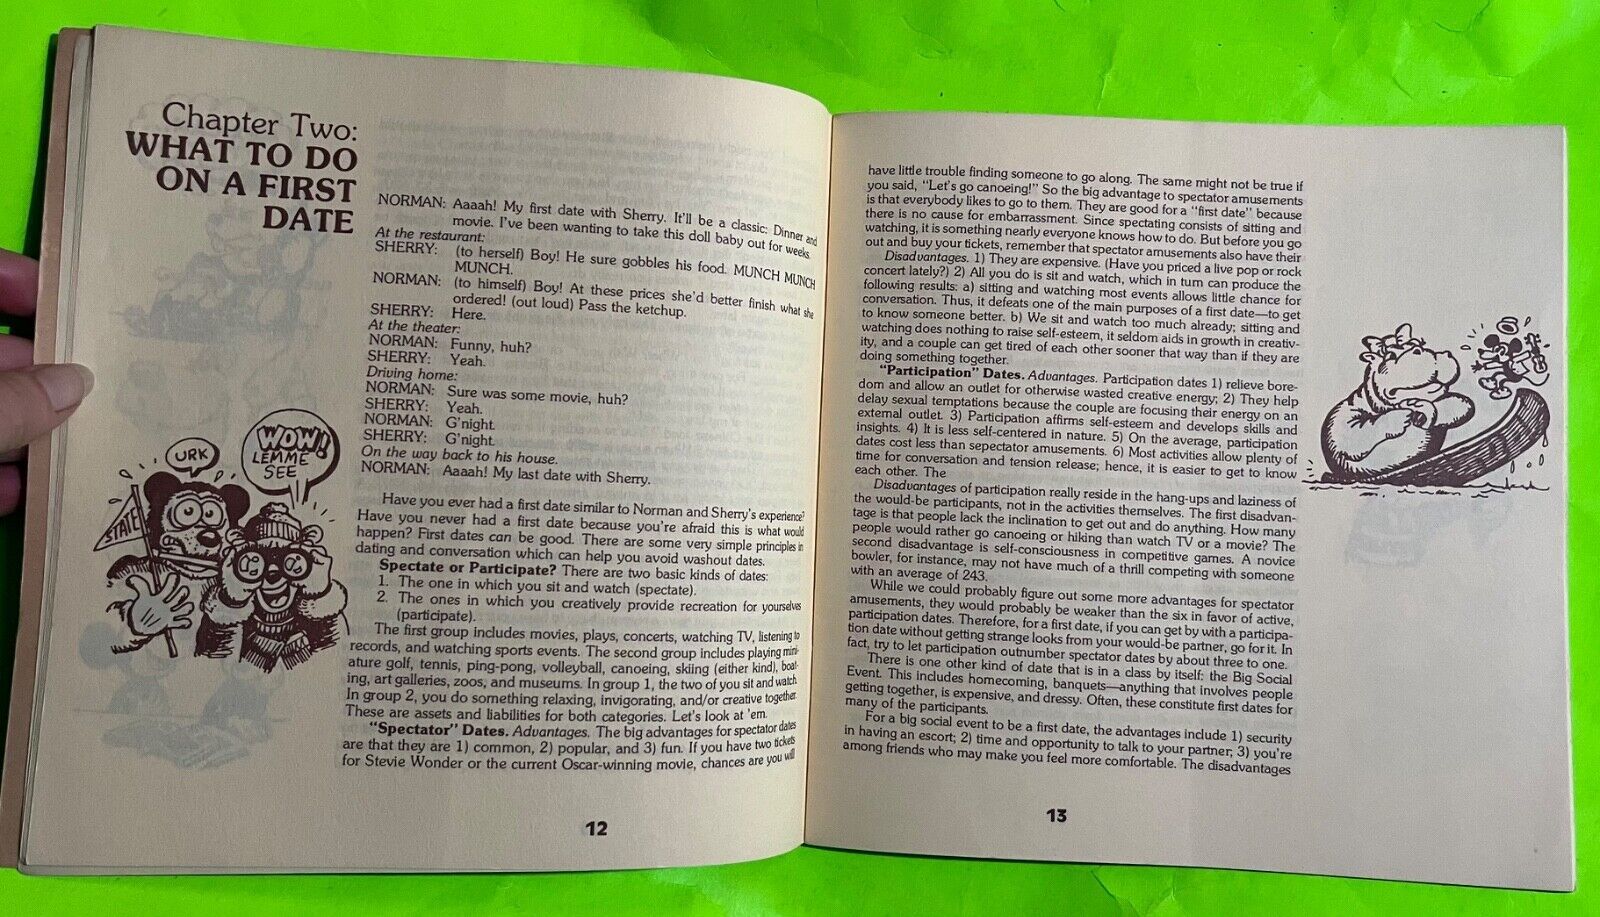 Chapter Two:
WHAT TO DO
ON A FIRST
DATE
NORMAN: Aaaah! My first date with Sherry. It'll be a classic: Dinner and
movie. I've been wanting to take this doll baby out for weeks.
At the restaurant:
SHERRY: (to herself) Boy! He sure gobbles his food. MUNCH MUNCH
MUNCH.
NORMAN: (to himself) Boy! At these prices she'd better finish what she
ordered! (out loud) Pass the ketchup.
SHERRY: Here.
At the theater:
NORMAN: Funny, huh?
SHERRY: Yeah.
Driving home:
NORMAN: Sure was some movie, huh?
SHERRY: Yeah.
NORMAN: G'night.
SHERRY: G'night.
On the way back to his house.
NORMAN: Aaaah! My last date with Sherry.
URK
WOW!
LEMME
SEE
STATE
Have you ever had a first date similar to Norman and Sherry's experience?
Have you never had a first date because you're afraid this is what would
happen? First dates can be good. There are some very simple principles in
dating and conversation which can help you avoid washout dates.
Spectate or Participate? There are two basic kinds of dates:
1. The one in which you sit and watch (spectate).
2. The ones in which you creatively provide recreation for yourselves
(participate).
The first group includes movies, plays, concerts, watching TV, listening to
records, and watching sports events. The second group includes playing mini-
ature golf, tennis, ping-pong, volleyball, canoeing, skiing (either kind), boat-
ing, art galleries, zoos, and museums. In group 1, the two of you sit and watch.
In group 2, you do something relaxing, invigorating, and/or creative together.
These are assets and liabilities for both categories. Let's look at 'em.
"Spectator" Dates. Advantages. The big advantages for spectator dates
are that they are 1) common, 2) popular, and 3) fun. If you have two tickets
for Stevie Wonder or the current Oscar-winning movie, chances are you will
12
have little trouble finding someone to go along. The same might not be true if
you said, "Let's go canoeing!" So the big advantage to spectator amusements
is that everybody likes to go to them. They are good for a "first date" because
there is no cause for embarrassment. Since spectating consists of sitting and
watching, it is something nearly everyone knows how to do. But before you go
out and buy your tickets, remember that spectator amusements also have their
Disadvantages. 1) They are expensive. (Have you priced a live pop or rock
concert lately?) 2) All you do is sit and watch, which in turn can produce the
following results: a) sitting and watching most events allows little chance for
conversation. Thus, it defeats one of the main purposes of a first date—to get
to know someone better. b) We sit and watch too much already; sitting and
watching does nothing to raise self-esteem, it seldom aids in growth in creativ-
ity, and a couple can get tired of each other sooner that way than if they are
doing something together.
"Participation" Dates. Advantages. Participation dates 1) relieve bore-
dom and allow an outlet for otherwise wasted creative energy; 2) They help
delay sexual temptations because the couple are focusing their energy on an
external outlet. 3) Participation affirms self-esteem and develops skills and
insights. 4) It is less self-centered in nature. 5) On the average, participation
dates cost less than sepectator amusements. 6) Most activities allow plenty of
time for conversation and tension release; hence, it is easier to get to know
each other. The
Disadvantages of participation really reside in the hang-ups and laziness of
the would-be participants, not in the activities themselves. The first disadvan-
tage is that people lack the inclination to get out and do anything. How many
people would rather go canoeing or hiking than watch TV or a movie? The
second disadvantage is self-consciousness in competitive games. A novice
bowler, for instance, may not have much of a thrill competing with someone
with an average of 243.
While we could probably figure out some more advantages for spectator
amusements, they would probably be weaker than the six in favor of active,
participation dates. Therefore, for a first date, if you can get by with a participa-
tion date without getting strange looks from your would-be partner, go for it. In
fact, try to let participation outnumber spectator dates by about three to one.
There is one other kind of date that is in a class by itself: the Big Social
Event. This includes homecoming, banquets—anything that involves people
getting together, is expensive, and dressy. Often, these constitute first dates for
many of the participants.
For a big social event to be a first date, the advantages include 1) security
in having an escort; 2) time and opportunity to talk to your partner; 3) you're
among friends who may make you feel more comfortable. The disadvantages
13